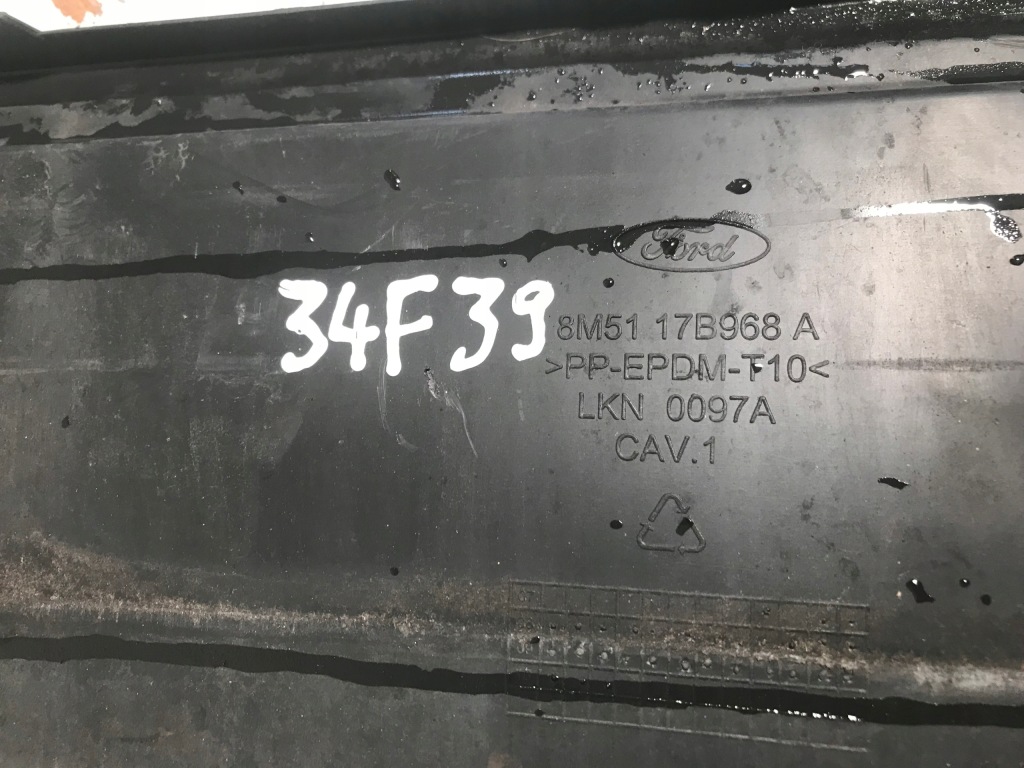 Ford
34F39
8M51 17B968 A
>PP-EPDM-T10<
LKN 0097A
CAV.1